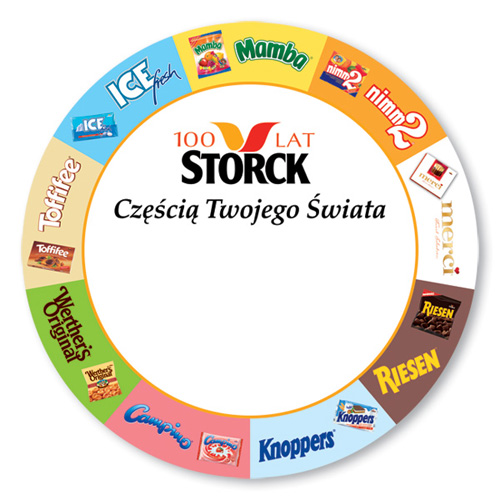 100 LAT
STORCK
Częścią Twojego Świata
Mamba
Mamba
nimm2
nimm2
merci
merci
RIESEN
RIESEN
Knoppers
Knoppers
Campino
Campino
Werther's
Original
Werther's
Original
Toffifee
Toffifee
ICE
fresh
ICE